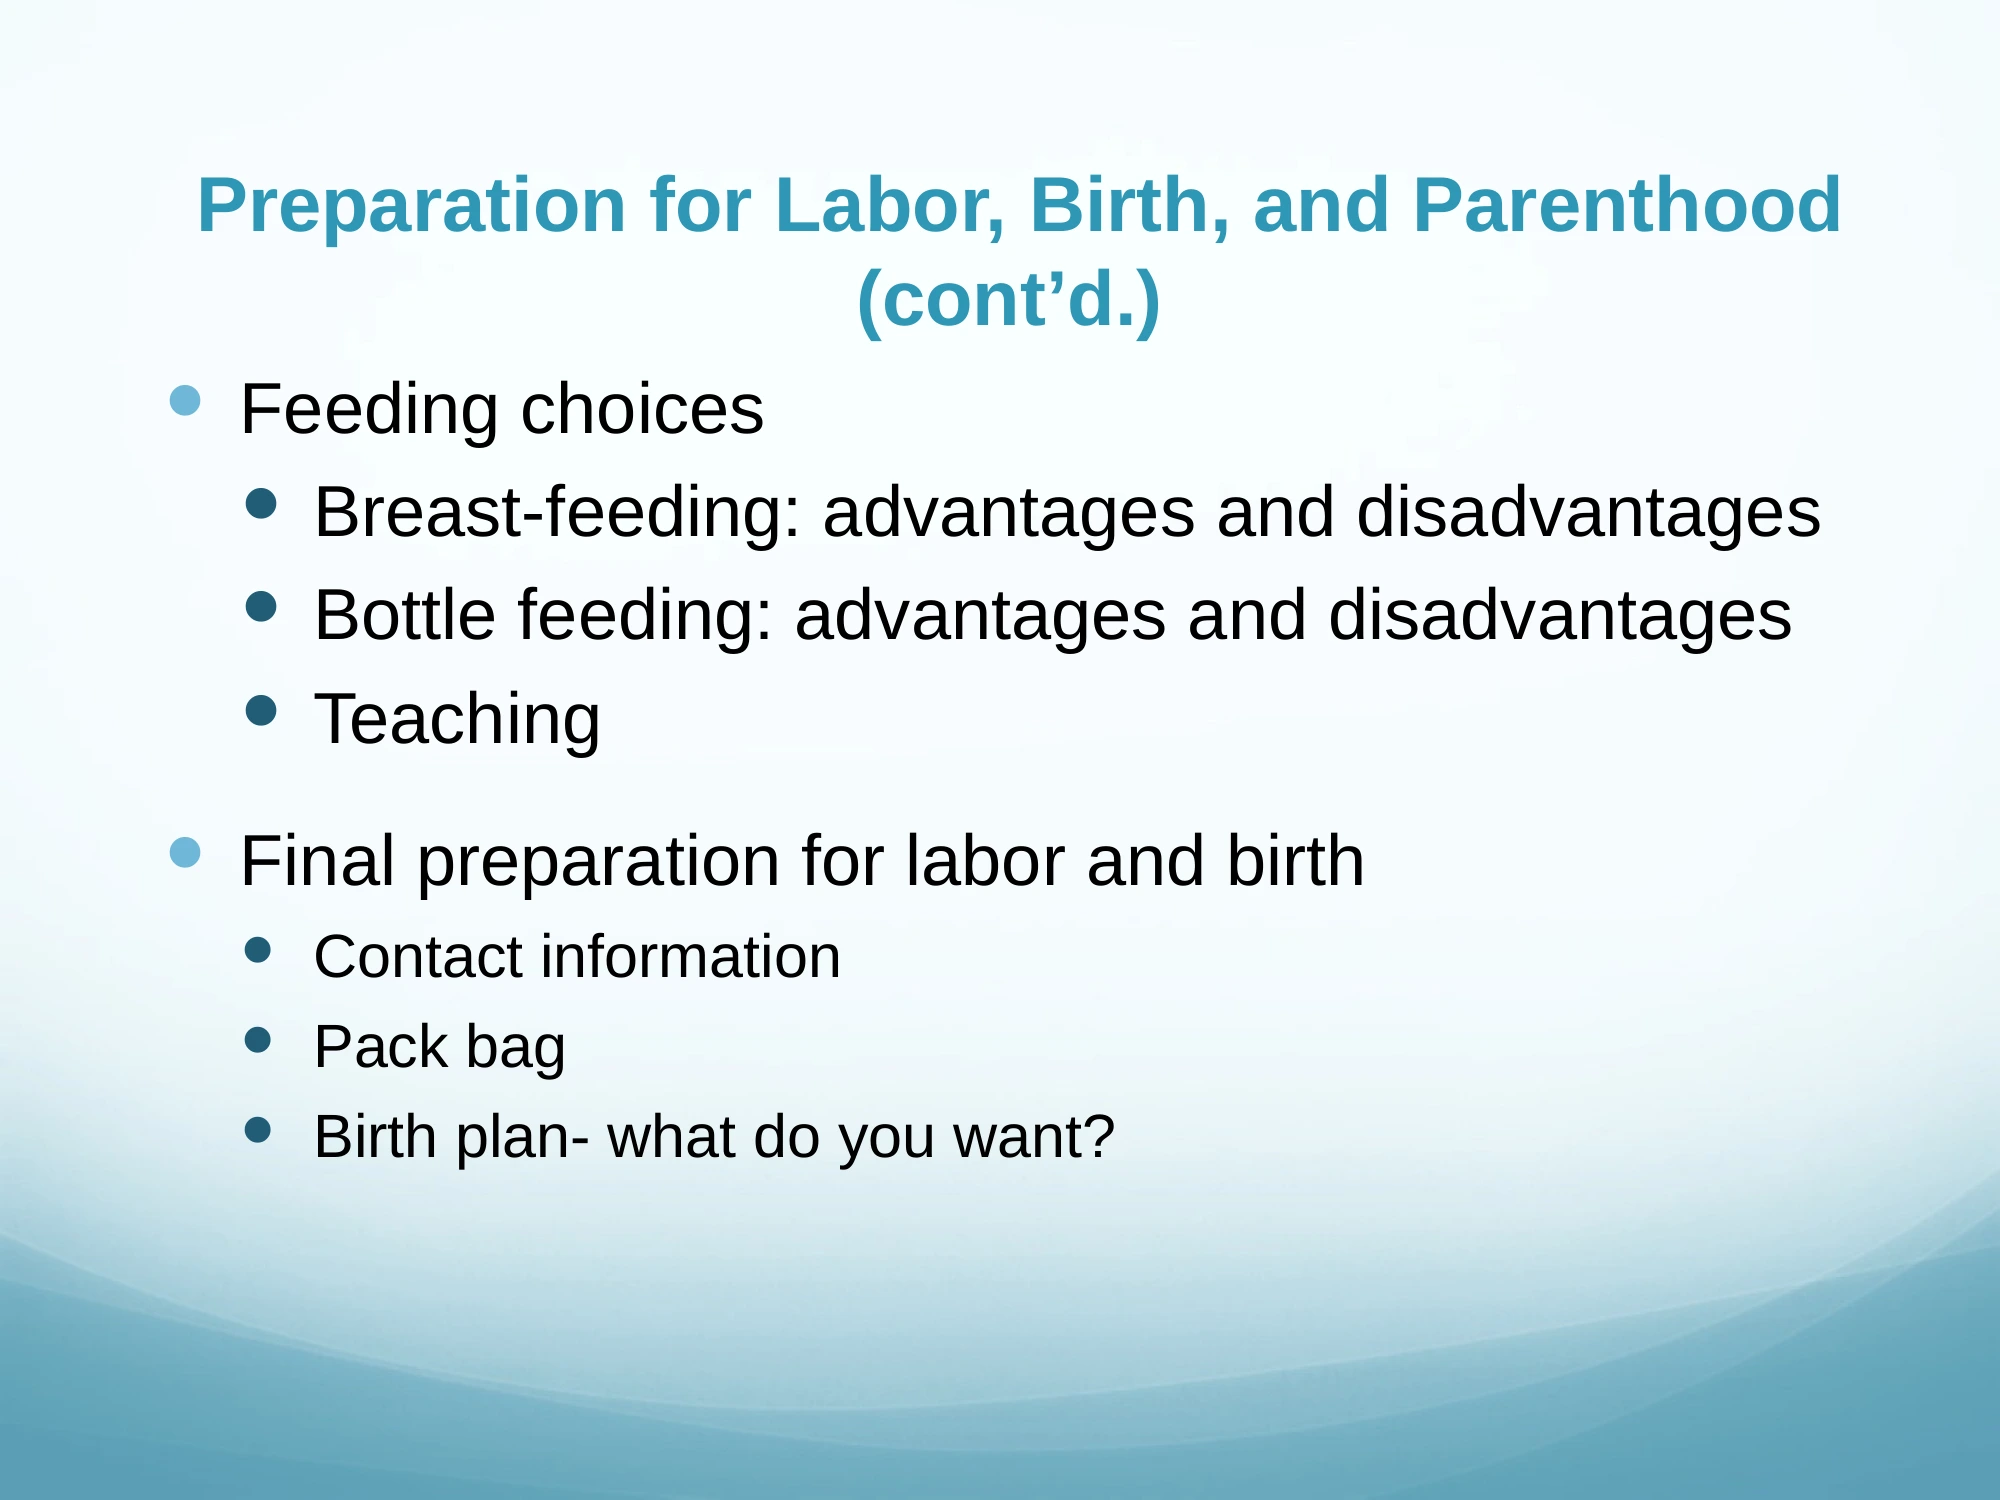 Preparation for Labor, Birth, and Parenthood
(cont’d.)
Feeding choices
Breast-feeding: advantages and disadvantages
Bottle feeding: advantages and disadvantages
Teaching
Final preparation for labor and birth
Contact information
Pack bag
Birth plan- what do you want?